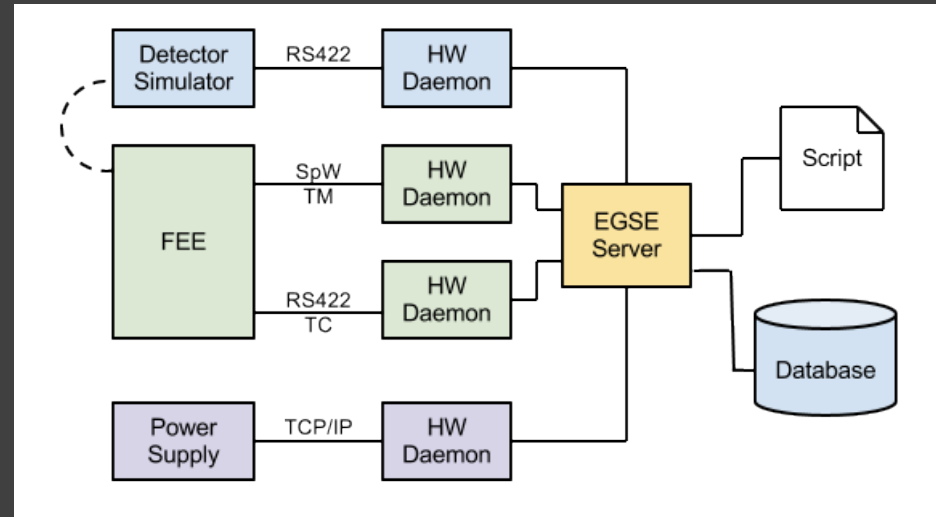 Detector
Simulator
RS422
HW
Daemon
FEE
SpW
TM
HW
Daemon
RS422
TC
HW
Daemon
Power
Supply
TCP/IP
HW
Daemon
EGSE
Server
Script
Database